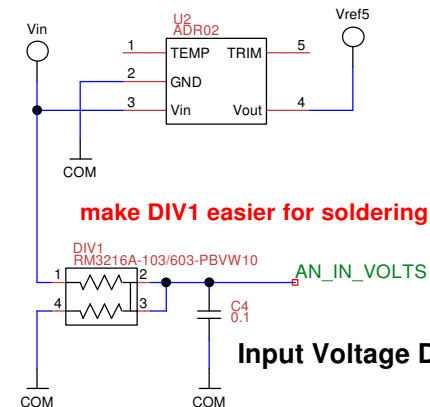 Vin
U2
ADR02
Vref5
1 TEMP TRIM 5
2 GND
3 Vin Vout 4
COM
make DIV1 easier for soldering
DIV1
RM3216A-103/603-PBVW10
1 2
4 3
AN_IN_VOLTS
C4
0.1
Input Voltage D
COM COM